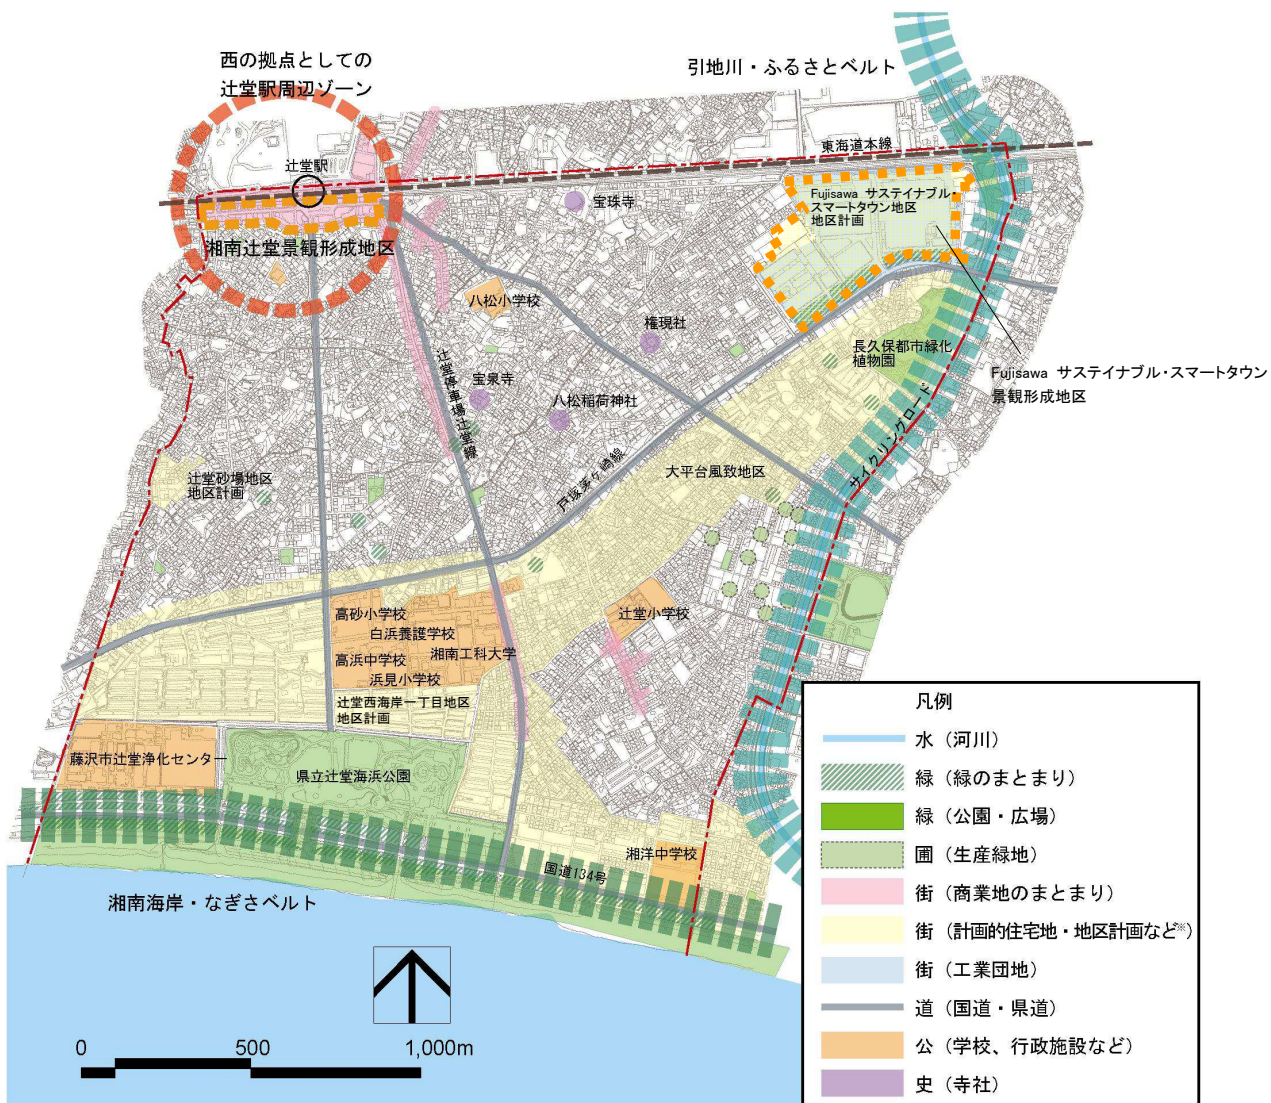 西の拠点としての
辻堂駅周辺ゾーン
引地川・ふるさとベルト
東海道本線
辻堂駅
宝珠寺
Fujisawa サステイナブル・
スマートタウン地区
地区計画
湘南辻堂景観形成地区
八松小学校
権現社
長久保都市緑化
植物園
Fujisawa サステイナブル・スマートタウン
景観形成地区
辻堂停車場辻堂線
宝泉寺
八松稲荷神社
サイクリングロード
戸塚茅ヶ崎線
大平台風致地区
辻堂砂場地区
地区計画
高砂小学校
白浜養護学校
湘南工科大学
高浜中学校
浜見小学校
辻堂小学校
辻堂西海岸一丁目地区
地区計画
藤沢市辻堂浄化センター
県立辻堂海浜公園
湘洋中学校
国道134号
湘南海岸・なぎさベルト
0 500 1,000m
凡例
水（河川）
緑（緑のまとまり）
緑（公園・広場）
圃（生産緑地）
街（商業地のまとまり）
街（計画的住宅地・地区計画など※）
街（工業団地）
道（国道・県道）
公（学校、行政施設など）
史（寺社）